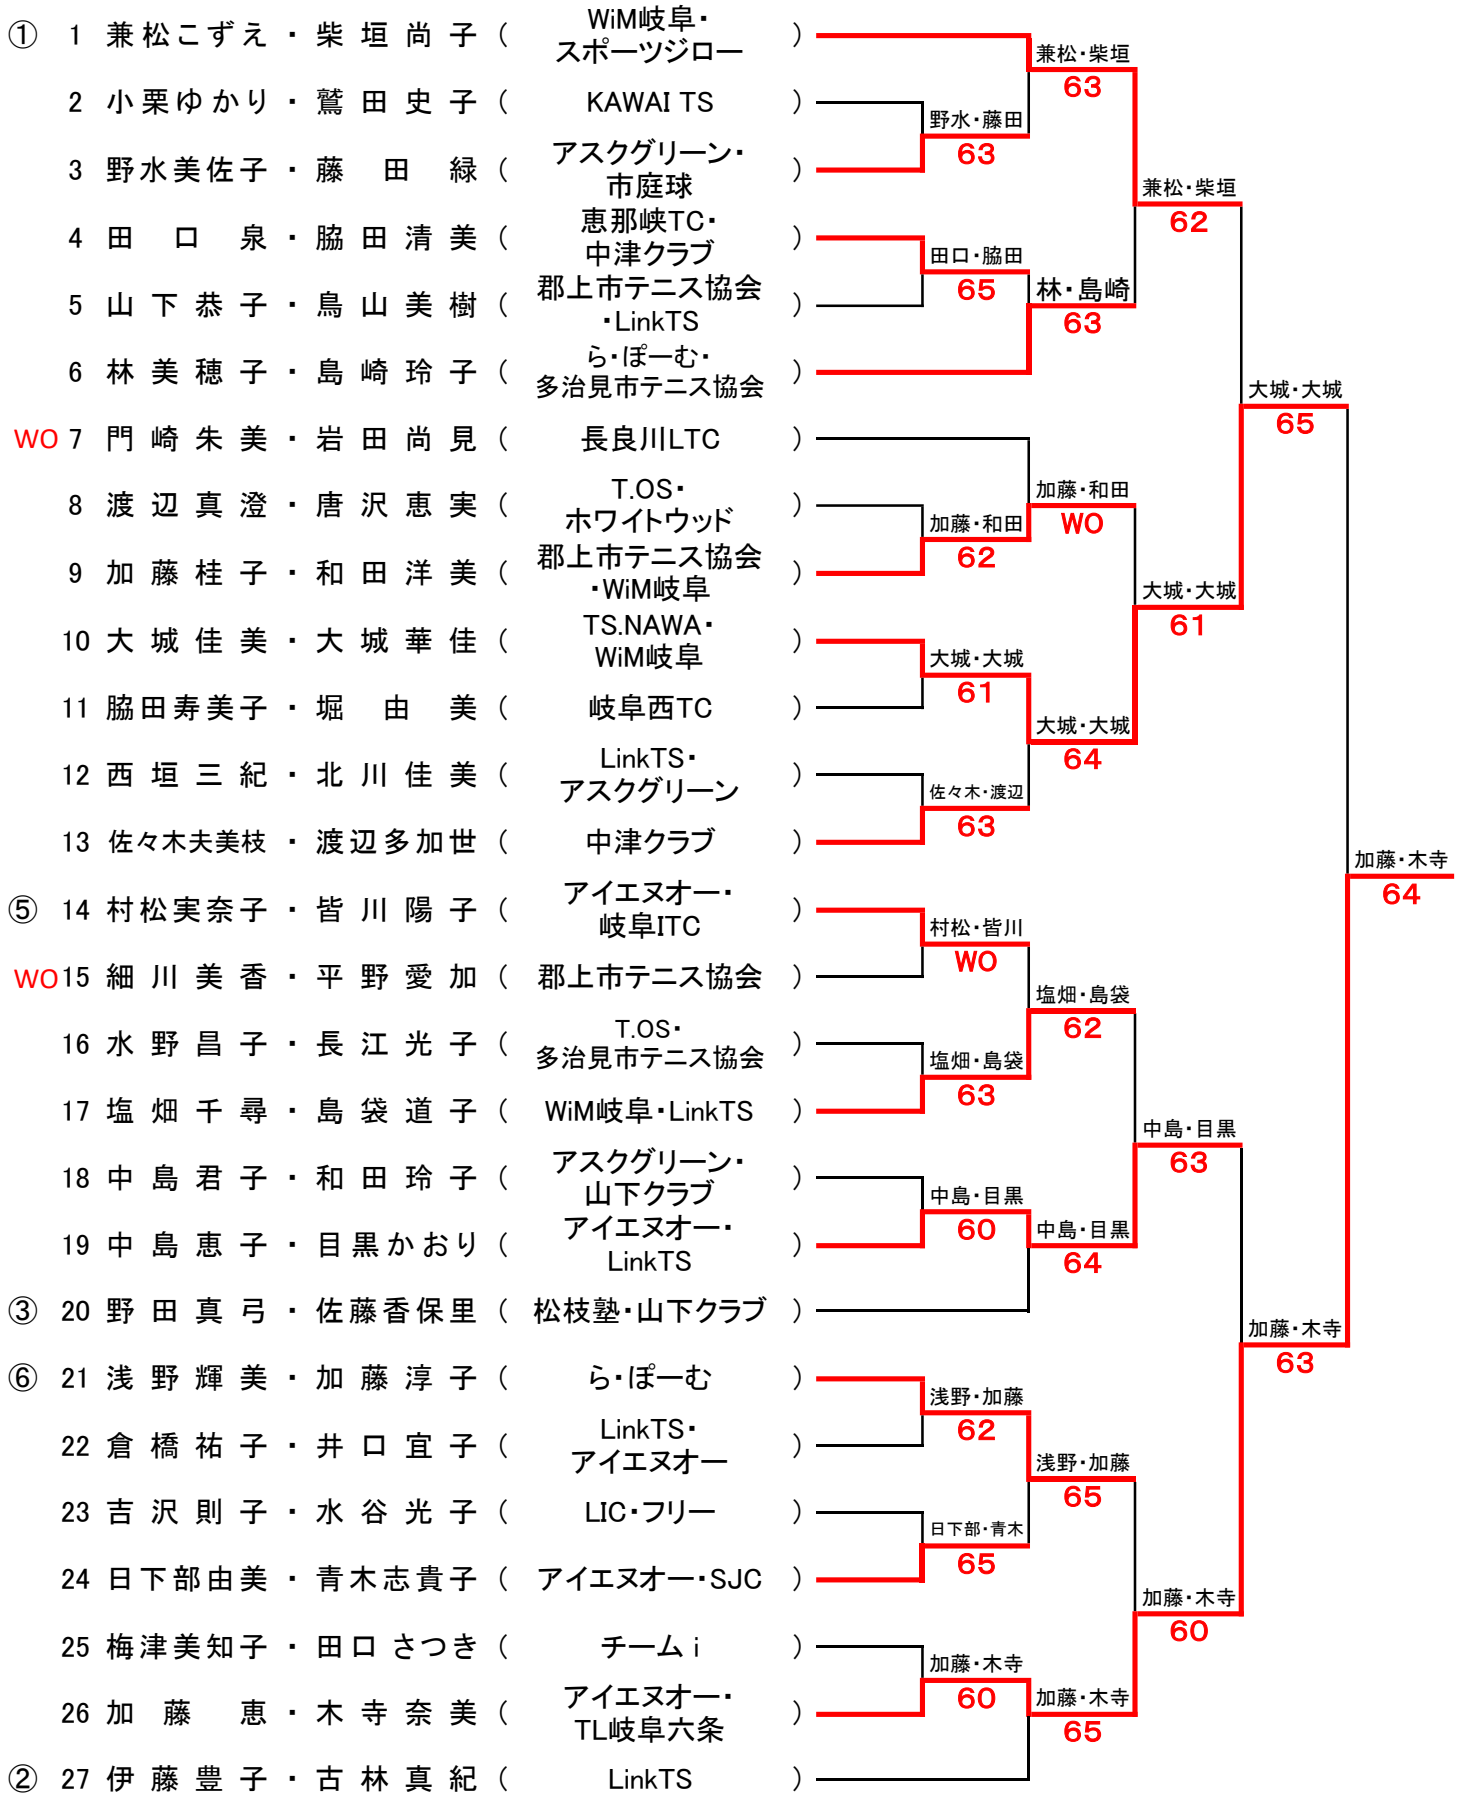 ① 1 兼松こずえ・柴垣尚子 ( WiM岐阜・スポーツジロー )
2 小栗ゆかり・鷲田史子 ( KAWAI TS )
3 野水美佐子・藤田緑 ( アスクグリーン・市庭球 )
4 田口泉・脇田清美 ( 恵那峡TC・中津クラブ )
5 山下恭子・鳥山美樹 ( 郡上市テニス協会・LinkTS )
6 林美穂子・島崎玲子 ( ら・ぽーむ・多治見市テニス協会 )
WO 7 門崎朱美・岩田尚見 ( 長良川LTC )
8 渡辺真澄・唐沢恵実 ( T.OS・ホワイトウッド )
9 加藤桂子・和田洋美 ( 郡上市テニス協会・WiM岐阜 )
10 大城佳美・大城華佳 ( TS.NAWA・WiM岐阜 )
11 脇田寿美子・堀由美 ( 岐阜西TC )
12 西垣三紀・北川佳美 ( LinkTS・アスクグリーン )
13 佐々木夫美枝・渡辺多加世 ( 中津クラブ )
⑤ 14 村松実奈子・皆川陽子 ( アイエヌオー・岐阜ITC )
WO 15 細川美香・平野愛加 ( 郡上市テニス協会 )
16 水野昌子・長江光子 ( T.OS・多治見市テニス協会 )
17 塩畑千尋・島袋道子 ( WiM岐阜・LinkTS )
18 中島君子・和田玲子 ( アスクグリーン・山下クラブ )
19 中島恵子・目黒かおり ( アイエヌオー・LinkTS )
③ 20 野田真弓・佐藤香保里 ( 松枝塾・山下クラブ )
⑥ 21 浅野輝美・加藤淳子 ( ら・ぽーむ )
22 倉橋祐子・井口宜子 ( LinkTS・アイエヌオー )
23 吉沢則子・水谷光子 ( LIC・フリー )
24 日下部由美・青木志貴子 ( アイエヌオー・SJC )
25 梅津美知子・田口さつき ( チームｉ )
26 加藤恵・木寺奈美 ( アイエヌオー・TL岐阜六条 )
② 27 伊藤豊子・古林真紀 ( LinkTS )
野水・藤田
63
田口・脇田
65
加藤・和田
62
大城・大城
61
佐々木・渡辺
63
村松・皆川
WO
塩畑・島袋
63
中島・目黒
60
浅野・加藤
62
日下部・青木
65
加藤・木寺
60
兼松・柴垣
63
林・島崎
63
加藤・和田
WO
大城・大城
64
塩畑・島袋
62
中島・目黒
64
浅野・加藤
65
加藤・木寺
65
兼松・柴垣
62
大城・大城
61
中島・目黒
63
加藤・木寺
60
大城・大城
65
加藤・木寺
63
加藤・木寺
64